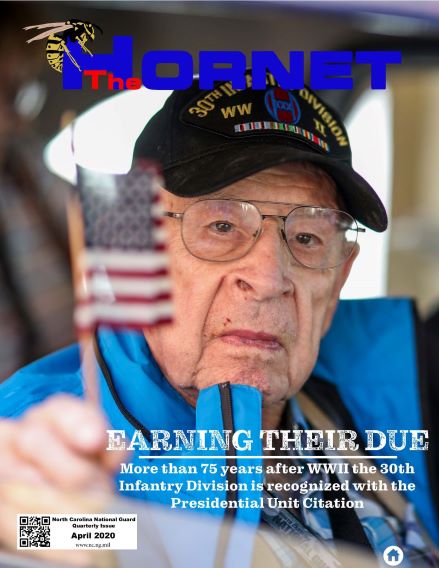 The HORNET
30TH INFANTRY DIVISION
WW II
EARNING THEIR DUE
More than 75 years after WWII the 30th
Infantry Division is recognized with the
Presidential Unit Citation
North Carolina National Guard
Quarterly Issue
April 2020
www.nc.ng.mil